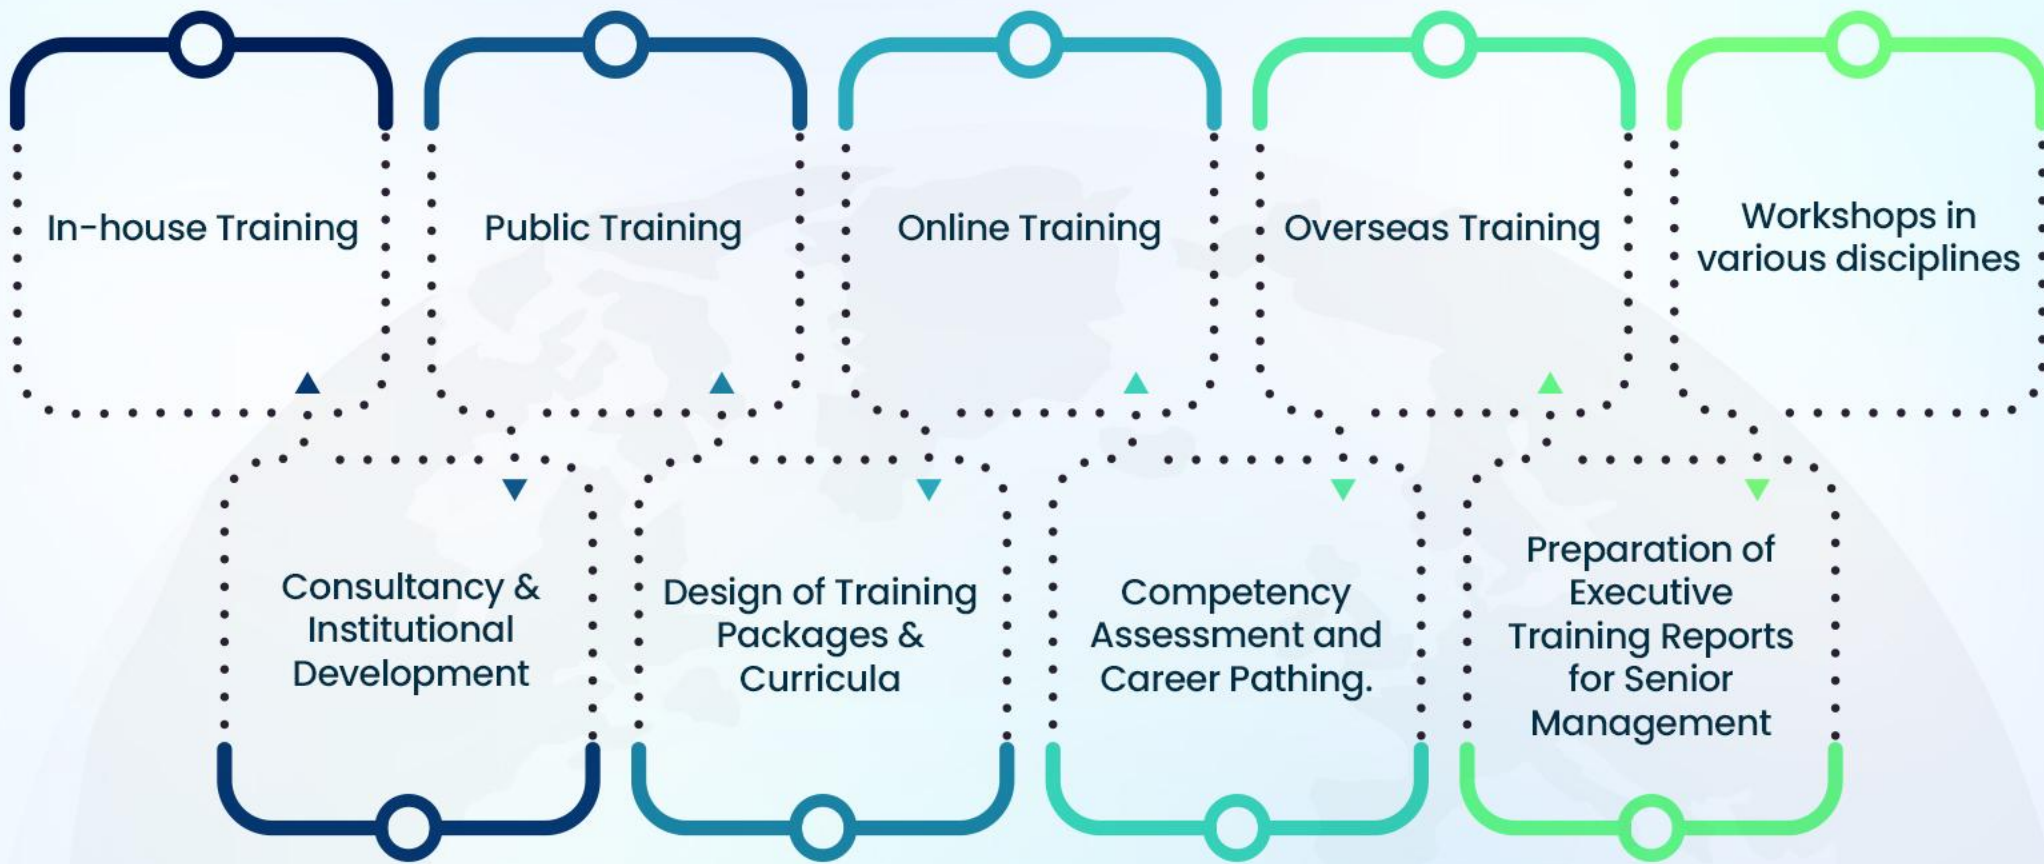 In-house Training
Public Training
Online Training
Overseas Training
Workshops in
various disciplines
Consultancy &
Institutional
Development
Design of Training
Packages &
Curricula
Competency
Assessment and
Career Pathing.
Preparation of
Executive
Training Reports
for Senior
Management